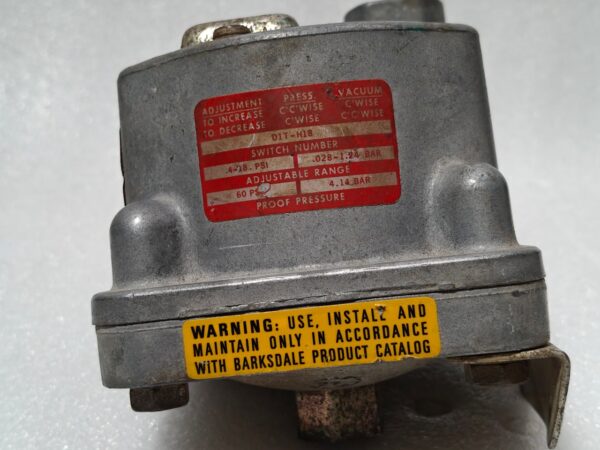 ADJUSTMENT PRESS. VACUUM
TO INCREASE C'C'WISE C'WISE
TO DECREASE C'WISE C'C'WISE
D1T-H18
SWITCH NUMBER
.4-18. PSI .028-1.24 BAR
ADJUSTABLE RANGE
60 PSI 4.14 BAR
PROOF PRESSURE
WARNING: USE, INSTALL AND
MAINTAIN ONLY IN ACCORDANCE
WITH BARKSDALE PRODUCT CATALOG